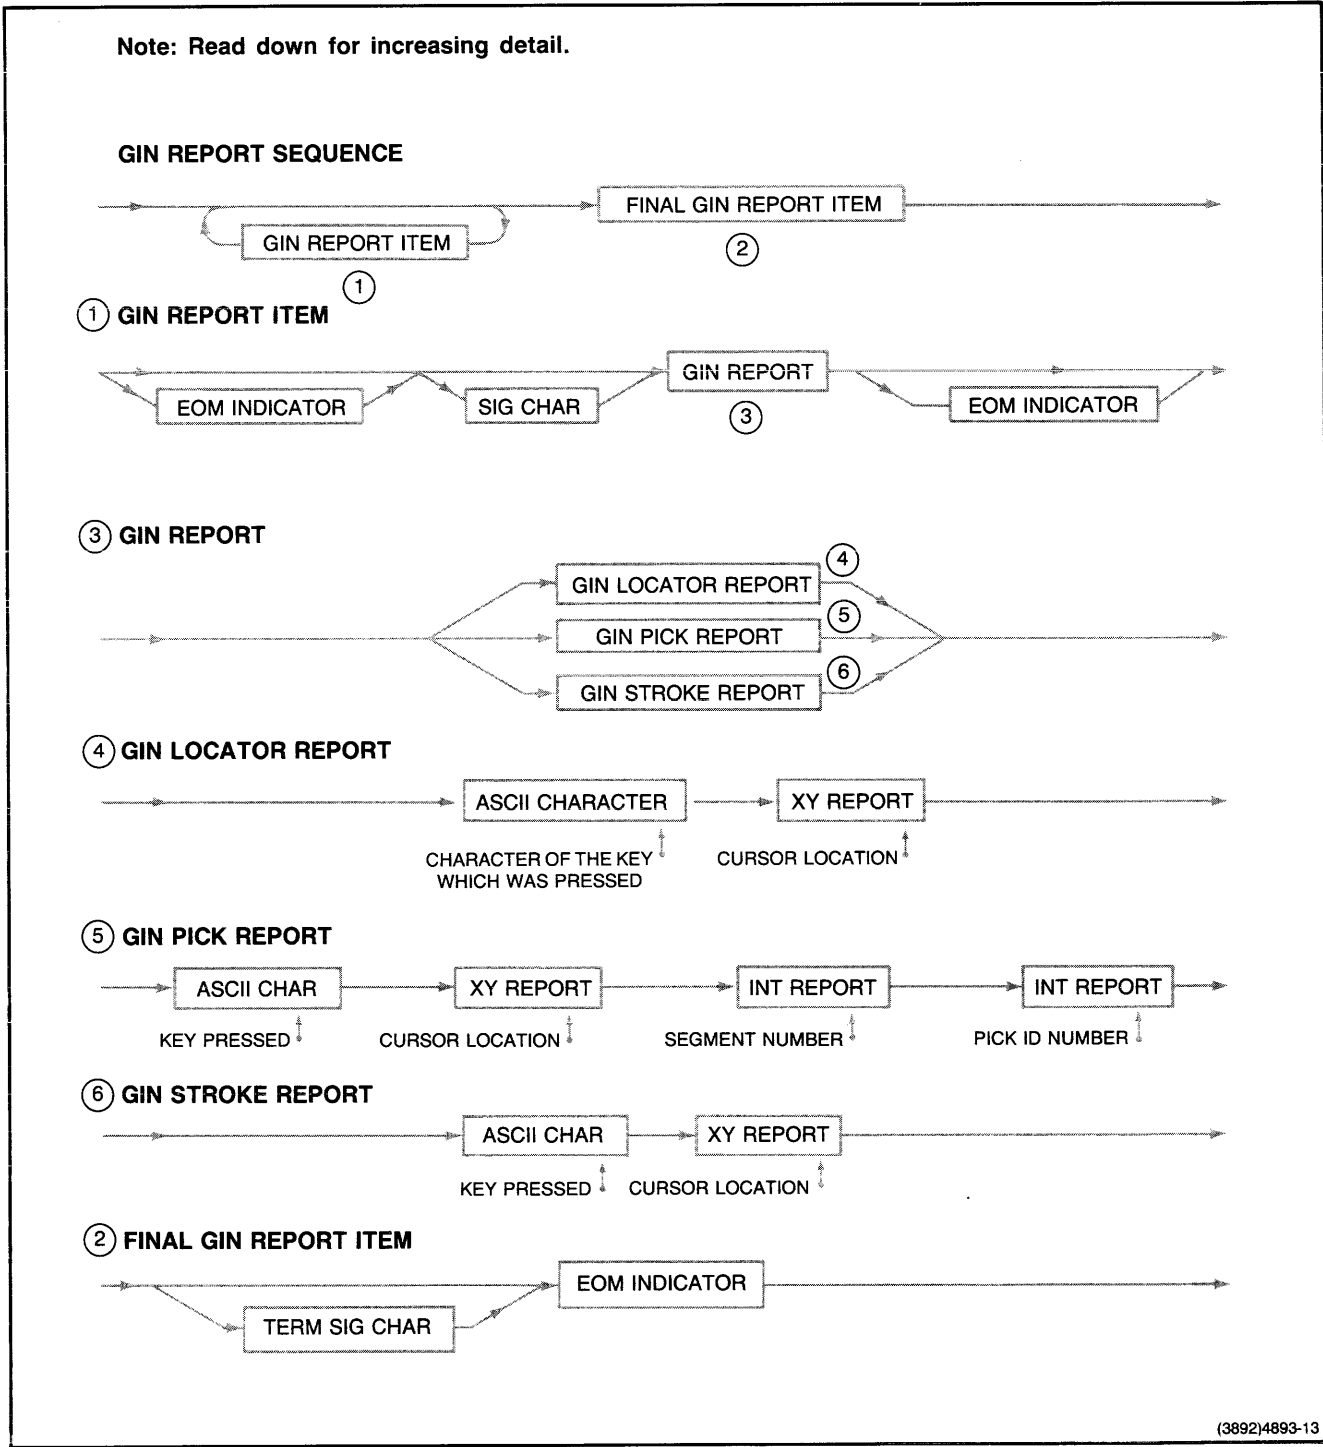 Note: Read down for increasing detail.
GIN REPORT SEQUENCE
FINAL GIN REPORT ITEM
GIN REPORT ITEM
2
1
1 GIN REPORT ITEM
GIN REPORT
EOM INDICATOR
SIG CHAR
EOM INDICATOR
3
3 GIN REPORT
4
GIN LOCATOR REPORT
5
GIN PICK REPORT
6
GIN STROKE REPORT
4 GIN LOCATOR REPORT
ASCII CHARACTER
XY REPORT
CHARACTER OF THE KEY
WHICH WAS PRESSED
CURSOR LOCATION
5 GIN PICK REPORT
ASCII CHAR
XY REPORT
INT REPORT
INT REPORT
KEY PRESSED
CURSOR LOCATION
SEGMENT NUMBER
PICK ID NUMBER
6 GIN STROKE REPORT
ASCII CHAR
XY REPORT
KEY PRESSED
CURSOR LOCATION
2 FINAL GIN REPORT ITEM
EOM INDICATOR
TERM SIG CHAR
(3892)4893-13